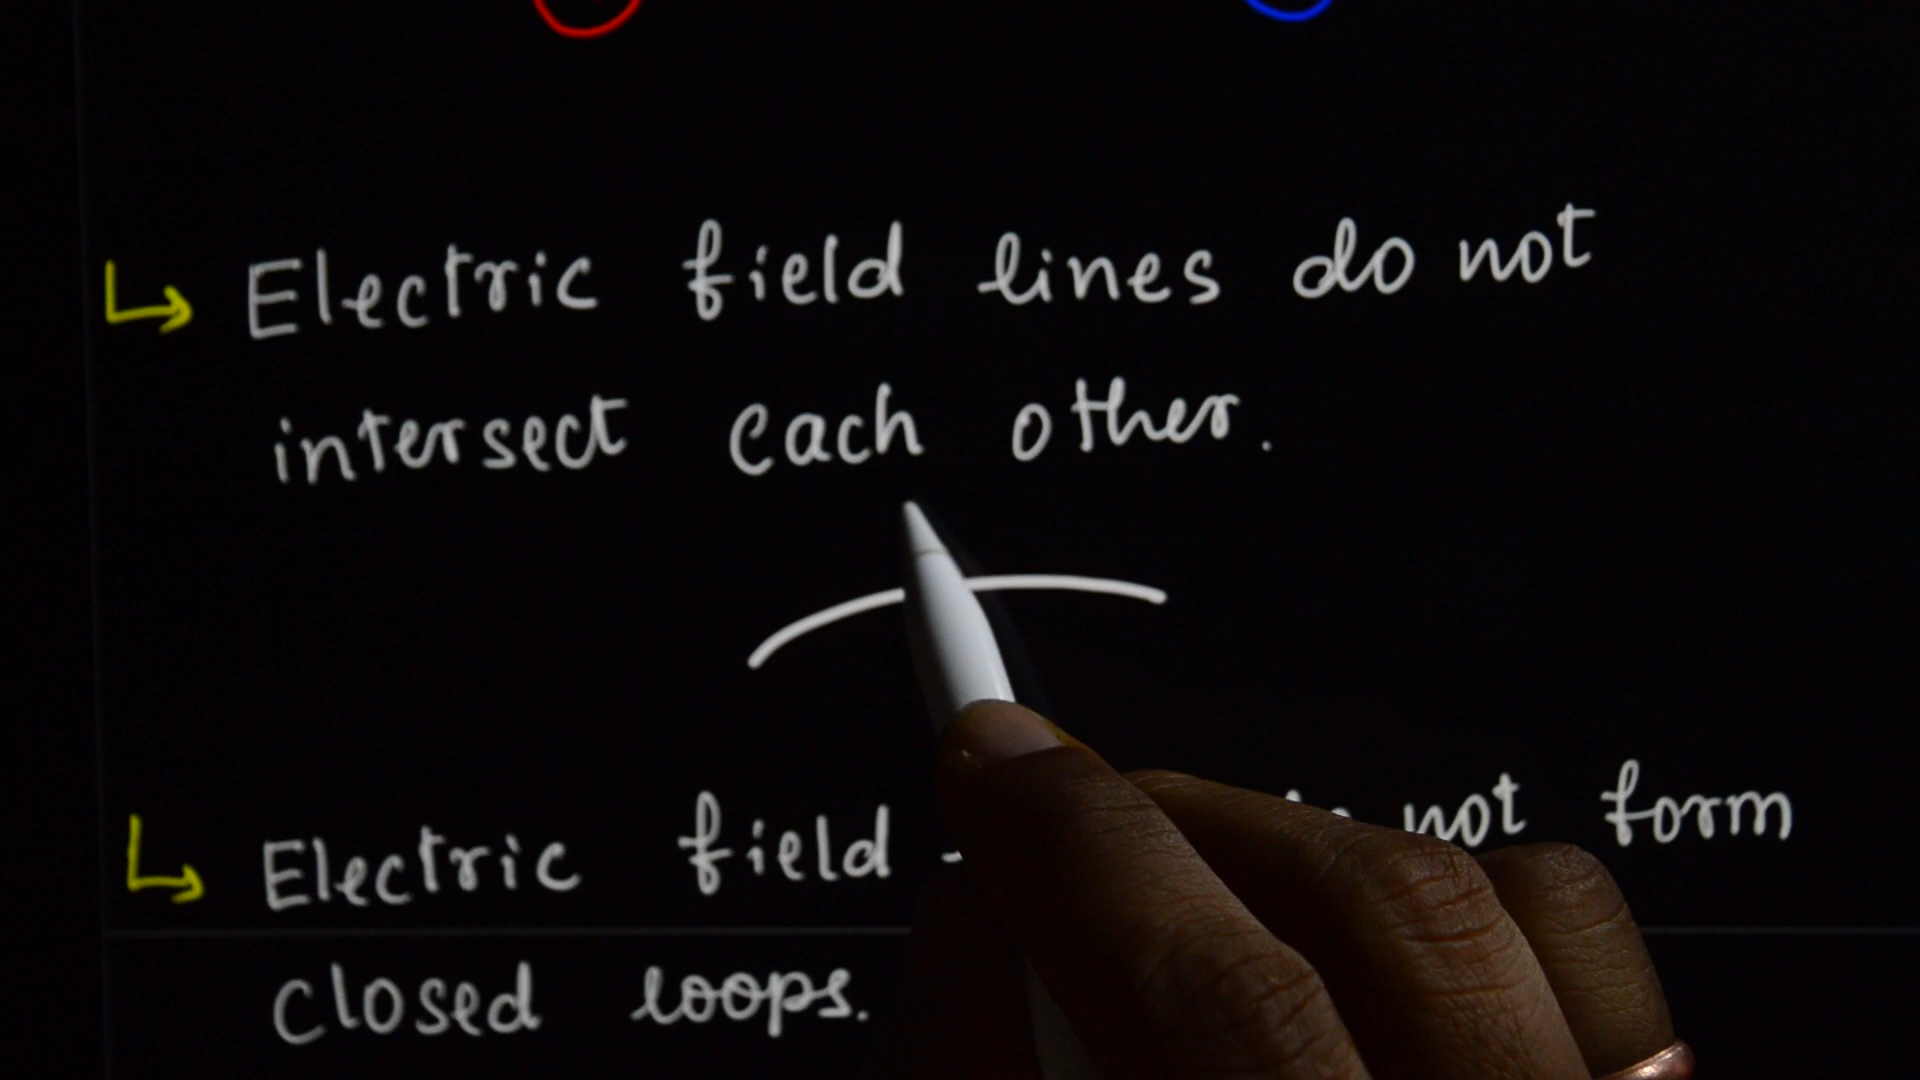 Electric field lines do not
intersect each other.
Electric field not form
closed loops.